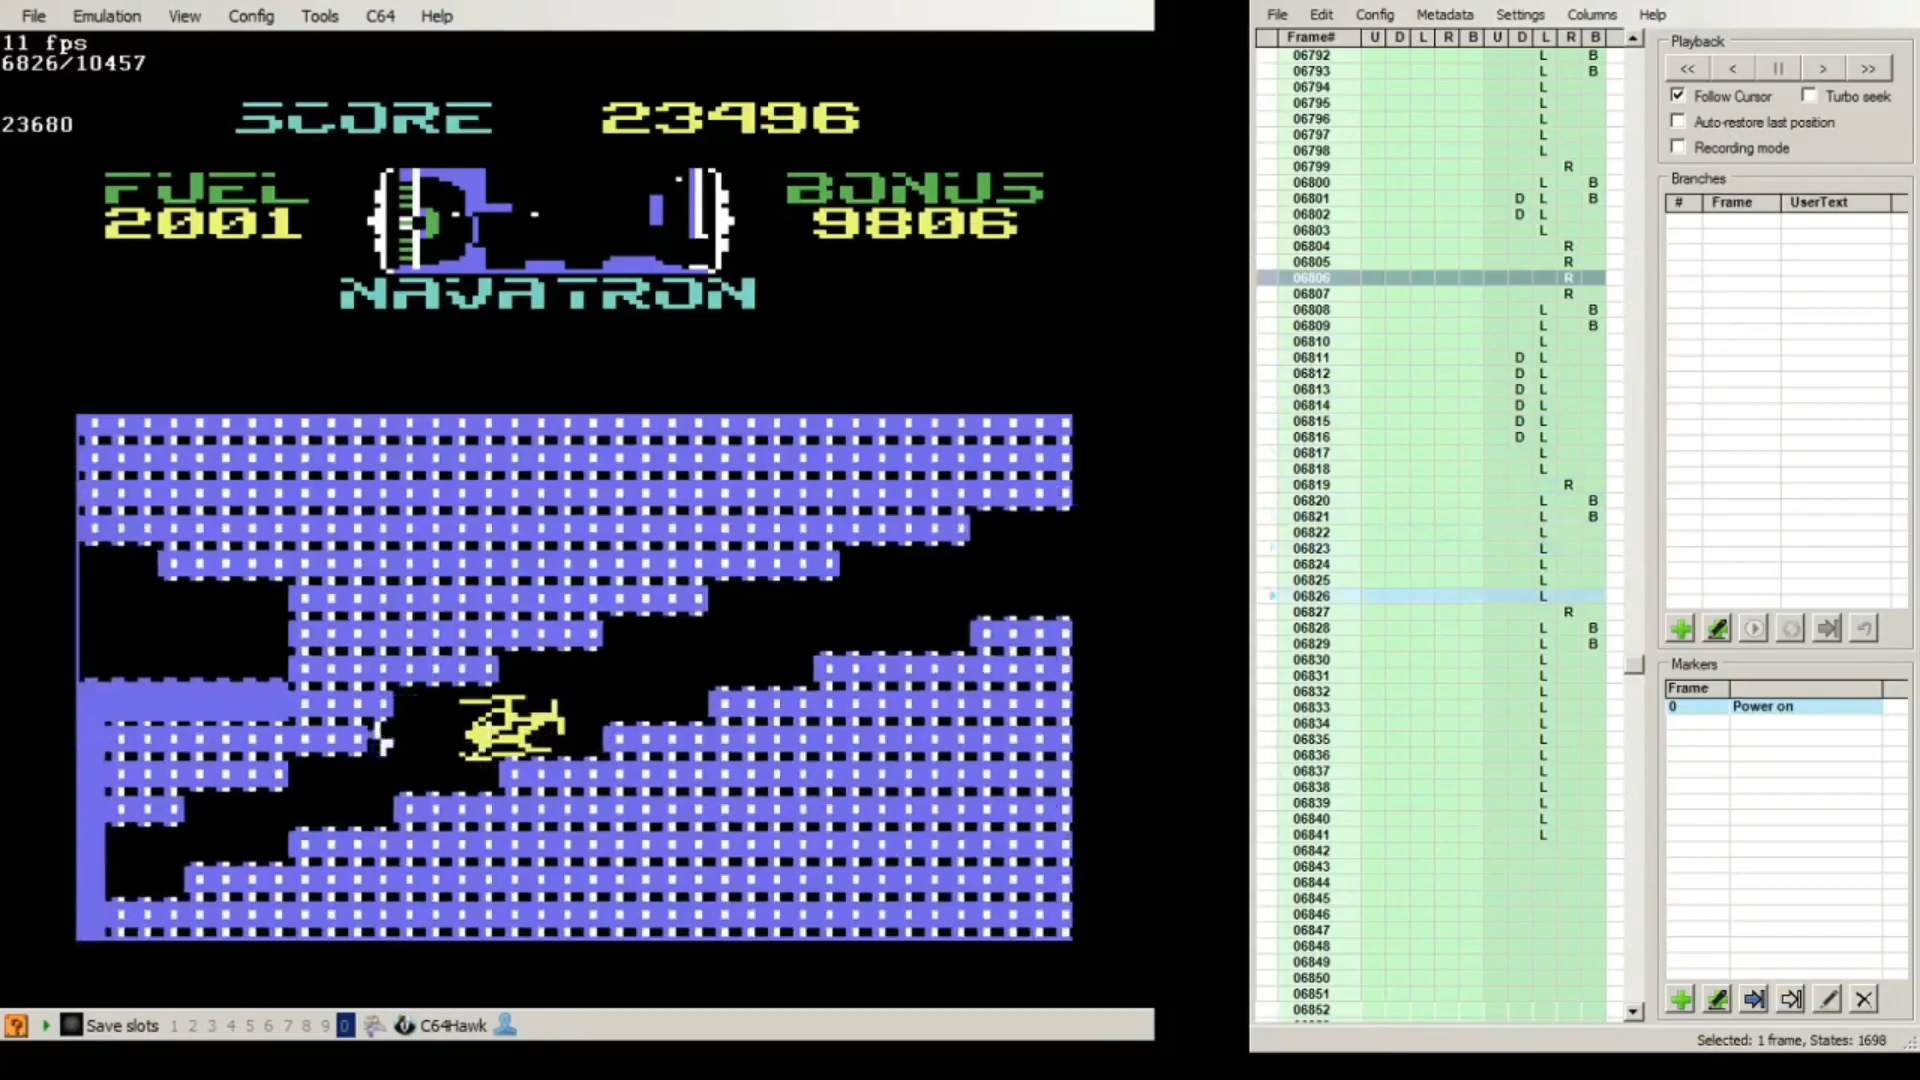 File Emulation View Config Tools C64 Help
11 fps
6826/10457
23680
SCORE 23496
FUEL BONUS
2001 9806
NAVATRON
Save slots 1 2 3 4 5 6 7 8 9 0 C64Hawk
File Edit Config Metadata Settings Columns Help
Frame# U D L R B U D L R B
06792 L B
06793 L B
06794 L
06795 L
06796 L
06797 L
06798 L
06799 R
06800 L B
06801 D L B
06802 D L
06803 L
06804 R
06805 R
06806 R
06807 R
06808 L B
06809 L B
06810 L
06811 D L
06812 D L
06813 D L
06814 D L
06815 D L
06816 D L
06817 L
06818 L
06819 R
06820 L B
06821 L B
06822 L
06823 L
06824 L
06825 L
06826 L
06827 R
06828 L B
06829 L B
06830 L
06831 L
06832 L
06833 L
06834 L
06835 L
06836 L
06837 L
06838 L
06839 L
06840 L
06841 L
06842
06843
06844
06845
06846
06847
06848
06849
06850
06851
06852
Playback
<< < || > >>
Follow Cursor Turbo seek
Auto-restore last position
Recording mode
Branches
# Frame UserText
Markers
Frame
0 Power on
Selected: 1 frame, States: 1698